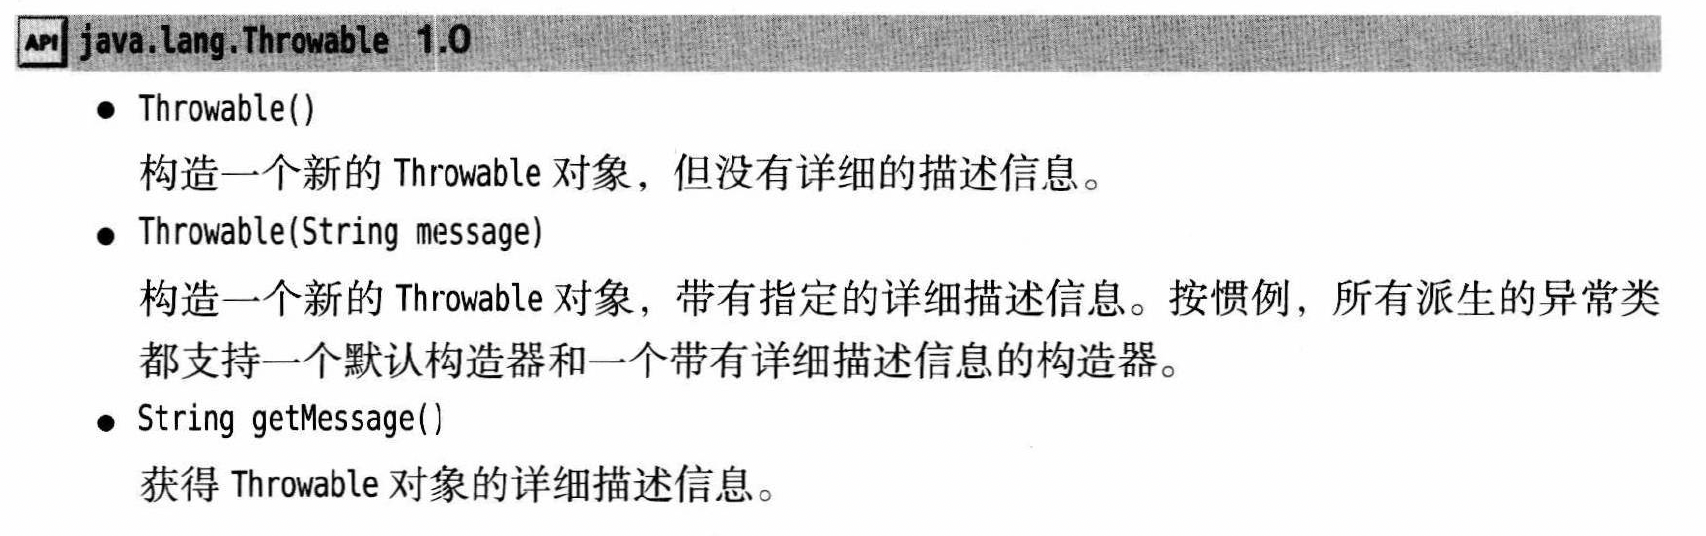 API java.lang.Throwable 1.0
● Throwable()
构造一个新的 Throwable 对象，但没有详细的描述信息。
● Throwable(String message)
构造一个新的 Throwable 对象，带有指定的详细描述信息。按惯例，所有派生的异常类
都支持一个默认构造器和一个带有详细描述信息的构造器。
● String getMessage()
获得 Throwable 对象的详细描述信息。